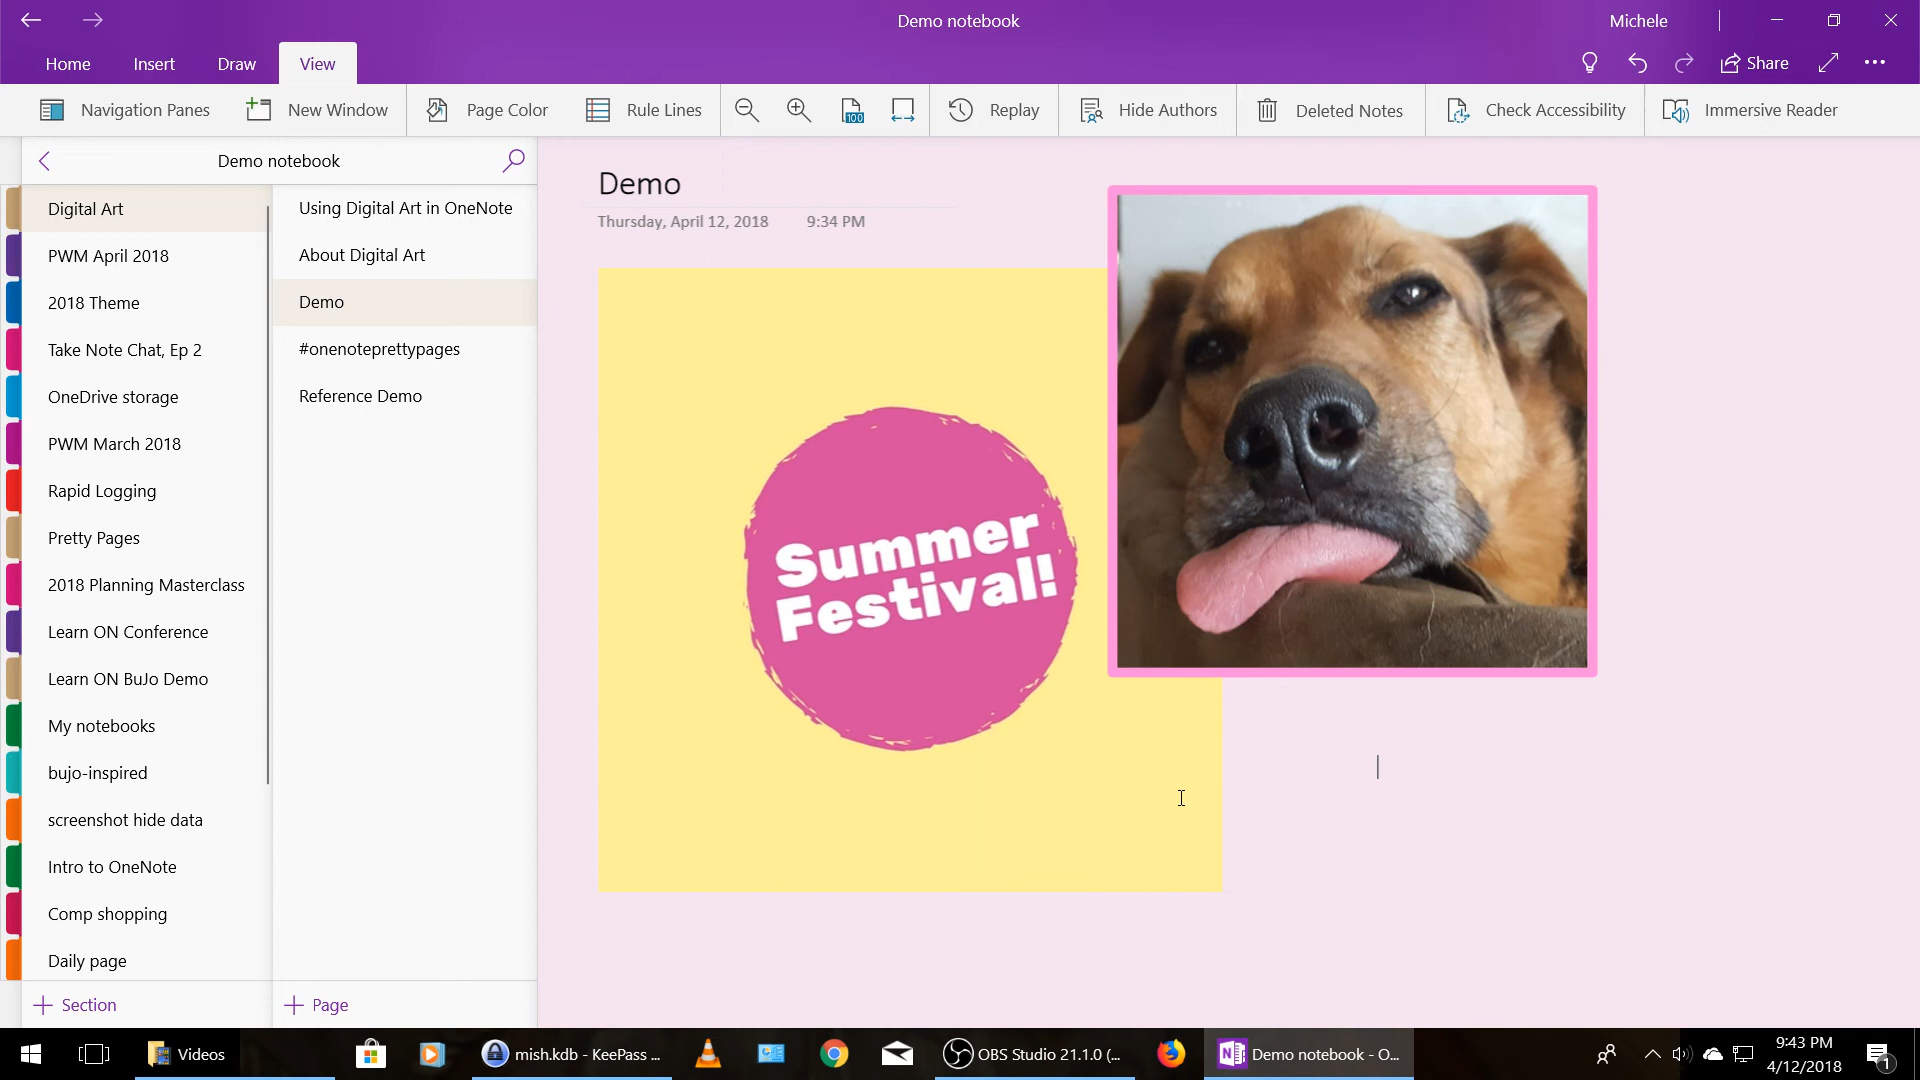 Demo notebook
Michele
Home Insert Draw View
Share
Navigation Panes New Window Page Color Rule Lines 100 Replay Hide Authors Deleted Notes Check Accessibility Immersive Reader
Demo notebook
Digital Art
PWM April 2018
2018 Theme
Take Note Chat, Ep 2
OneDrive storage
PWM March 2018
Rapid Logging
Pretty Pages
2018 Planning Masterclass
Learn ON Conference
Learn ON BuJo Demo
My notebooks
bujo-inspired
screenshot hide data
Intro to OneNote
Comp shopping
Daily page
Section
Using Digital Art in OneNote
About Digital Art
Demo
#onenoteprettypages
Reference Demo
Page
Demo
Thursday, April 12, 2018 9:34 PM
Summer
Festival!
Videos
mish.kdb - KeePass ...
OBS Studio 21.1.0 (...
N
Demo notebook - O...
9:43 PM
4/12/2018
1